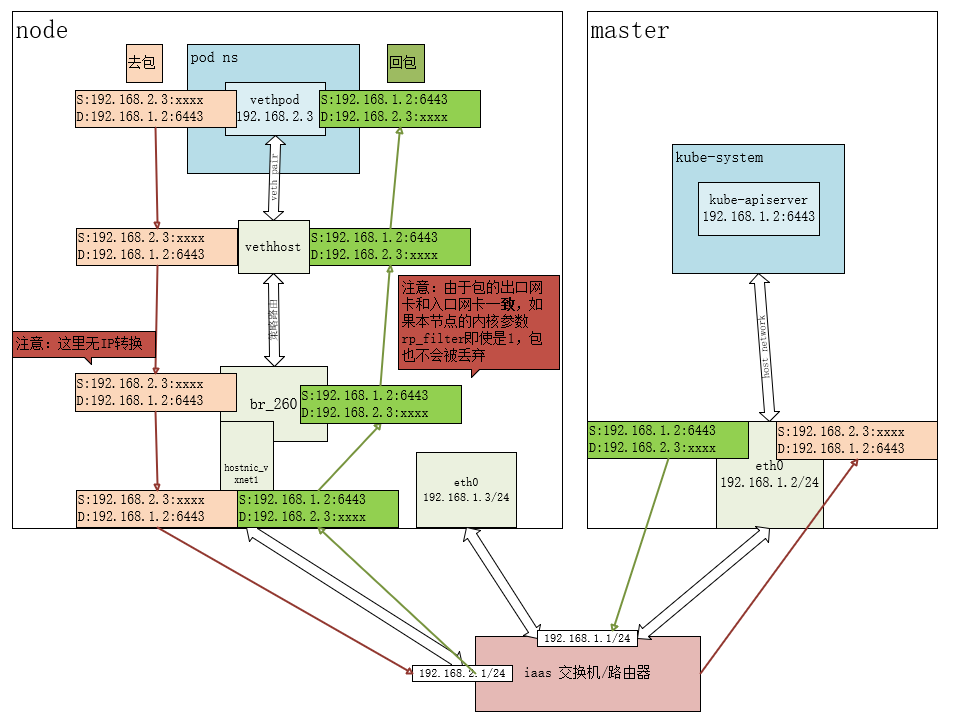 node
去包
pod ns
回包
S:192.168.2.3:xxxx
D:192.168.1.2:6443
vethpod
192.168.2.3
S:192.168.1.2:6443
D:192.168.2.3:xxxx
veth pair
S:192.168.2.3:xxxx
D:192.168.1.2:6443
vethhost
S:192.168.1.2:6443
D:192.168.2.3:xxxx
策略路由
注意：由于包的出口网
卡和入口网卡一致，如
果本节点的内核参数
rp_filter即使是1，包
也不会被丢弃
注意：这里无IP转换
S:192.168.2.3:xxxx
D:192.168.1.2:6443
br_260
S:192.168.1.2:6443
D:192.168.2.3:xxxx
hostnic_v
xnet1
S:192.168.2.3:xxxx
D:192.168.1.2:6443
S:192.168.1.2:6443
D:192.168.2.3:xxxx
eth0
192.168.1.3/24
master
kube-system
kube-apiserver
192.168.1.2:6443
host network
S:192.168.1.2:6443
D:192.168.2.3:xxxx
S:192.168.2.3:xxxx
D:192.168.1.2:6443
eth0
192.168.1.2/24
192.168.1.1/24
192.168.2.1/24
iaas 交换机/路由器